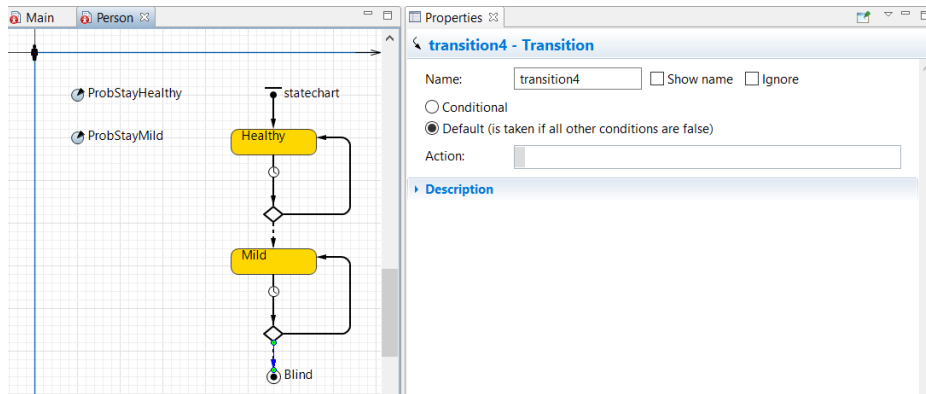 Main
Person
Properties
transition4 - Transition
Name:
transition4
Show name
Ignore
ProbStayHealthy
statechart
Conditional
ProbStayMild
Healthy
Default (is taken if all other conditions are false)
Action:
Description
Mild
Blind